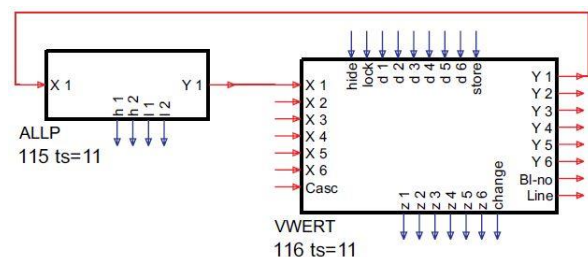 X 1
Y 1
h 1
h 2
l 1
l 2
ALLP
115 ts=11
hide
lock
d 1
d 2
d 3
d 4
d 5
d 6
store
X 1
X 2
X 3
X 4
X 5
X 6
Casc
Y 1
Y 2
Y 3
Y 4
Y 5
Y 6
Bl-no
Line
z 1
z 2
z 3
z 4
z 5
z 6
change
VWERT
116 ts=11